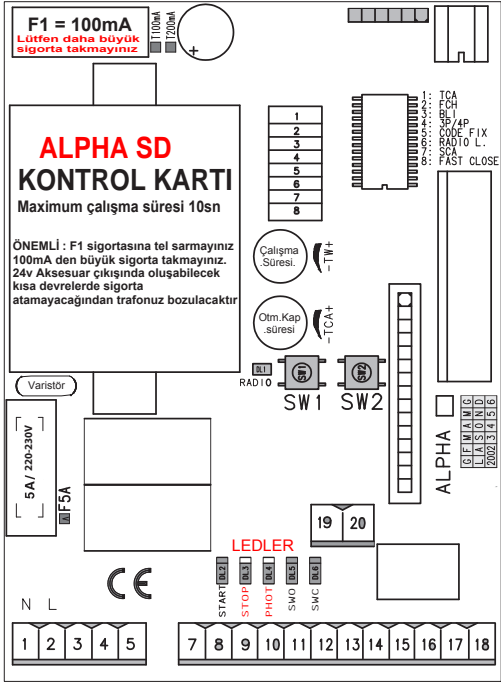 F1 = 100mA
Lütfen daha büyük
sigorta takmayınız
T100mA
T200mA
+
1: TCA
2: FCH
3: BLI
4: 3P/4P
5: CODE FIX
6: RADIO L.
7: SCA
8: FAST CLOSE
1
2
3
4
5
6
7
8
ALPHA SD
KONTROL KARTI
Maximum çalışma süresi 10sn
ÖNEMLİ : F1 sigortasına tel sarmayınız
100mA den büyük sigorta takmayınız.
24v Aksesuar çıkışında oluşabilecek
kısa devrelerde sigorta
atamayacağından trafonuz bozulacaktır
Çalışma
.Süresi.
-TW+
Otm.Kap
.süresi
-TCA+
DL1
RADIO
SW1
SW2
SW1 SW2
Varistör
5A/ 220-230V
F5A
ALPHA
G F M A M G
L A S O N D
2002 3 4 5 6
19 20
LEDLER
DL2 DL3 DL4 DL5 DL6
START STOP PHOT SWO SWC
CE
N L
1 2 3 4 5
7 8 9 10 11 12 13 14 15 16 17 18